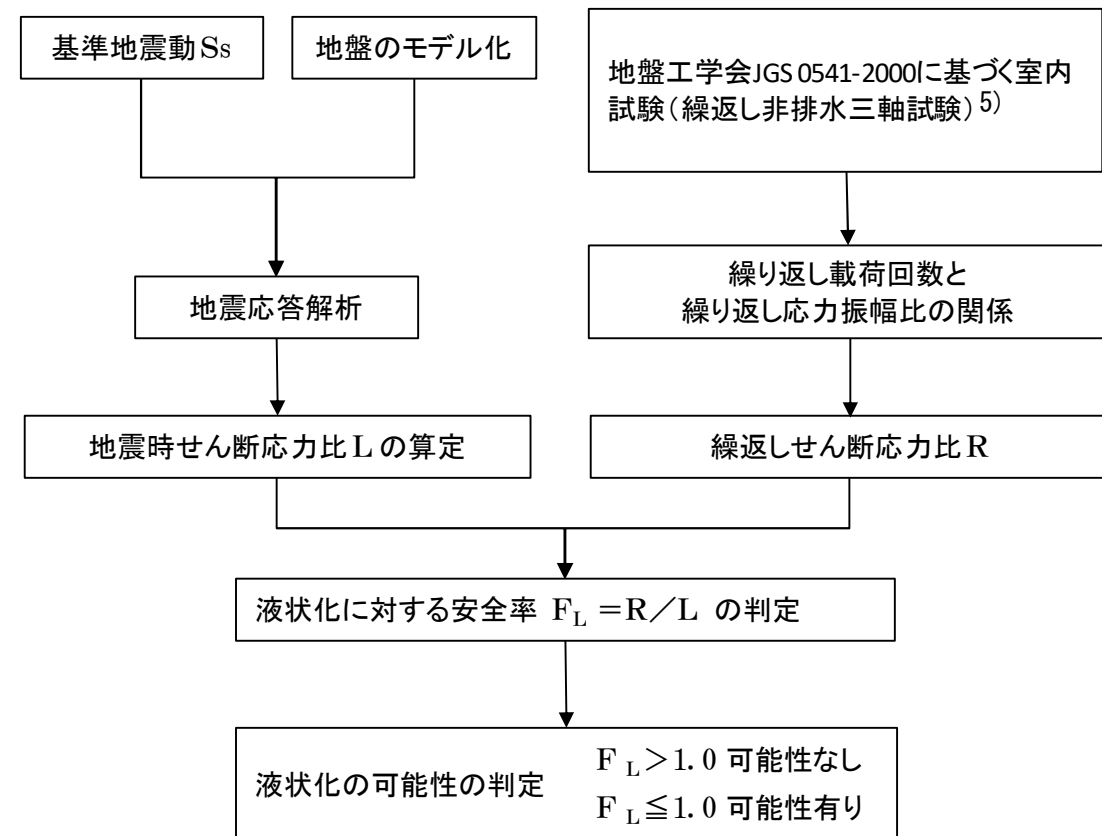 基準地震動Ss
地盤のモデル化
地盤工学会JGS 0541-2000に基づく室内
試験(繰返し非排水三軸試験)5)
地震応答解析
繰り返し載荷回数と
繰り返し応力振幅比の関係
地震時せん断応力比Lの算定
繰返しせん断応力比R
液状化に対する安全率 FL=R/L の判定
液状化の可能性の判定
FL>1.0 可能性なし
FL≦1.0 可能性有り